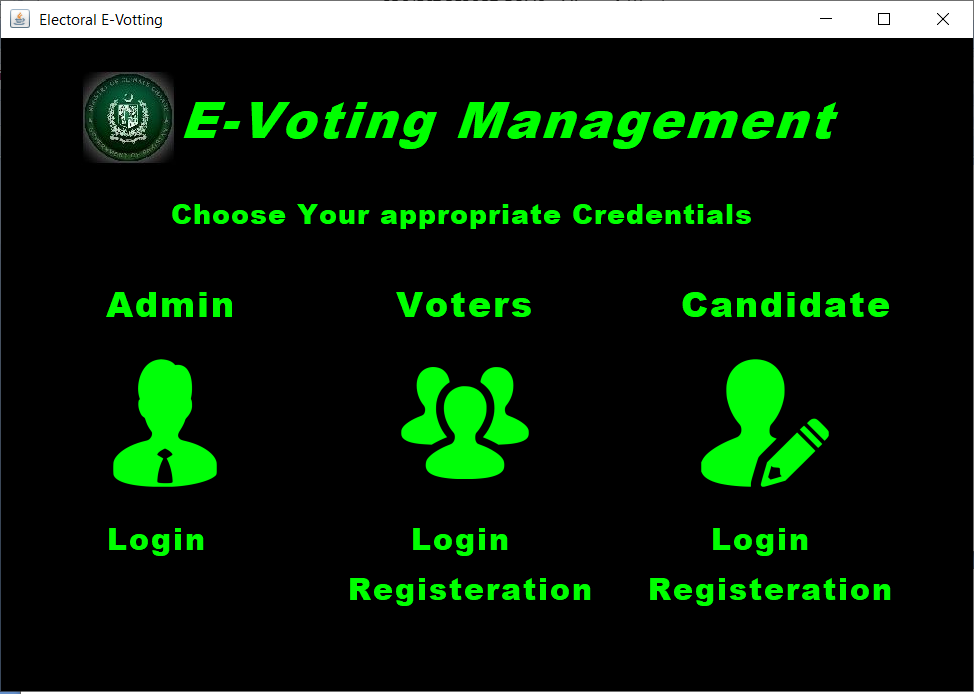 Electoral E-Votting
E-Voting Management
Choose Your appropriate Credentials
Admin
Voters
Candidate
Login
Login
Login
Registeration
Registeration